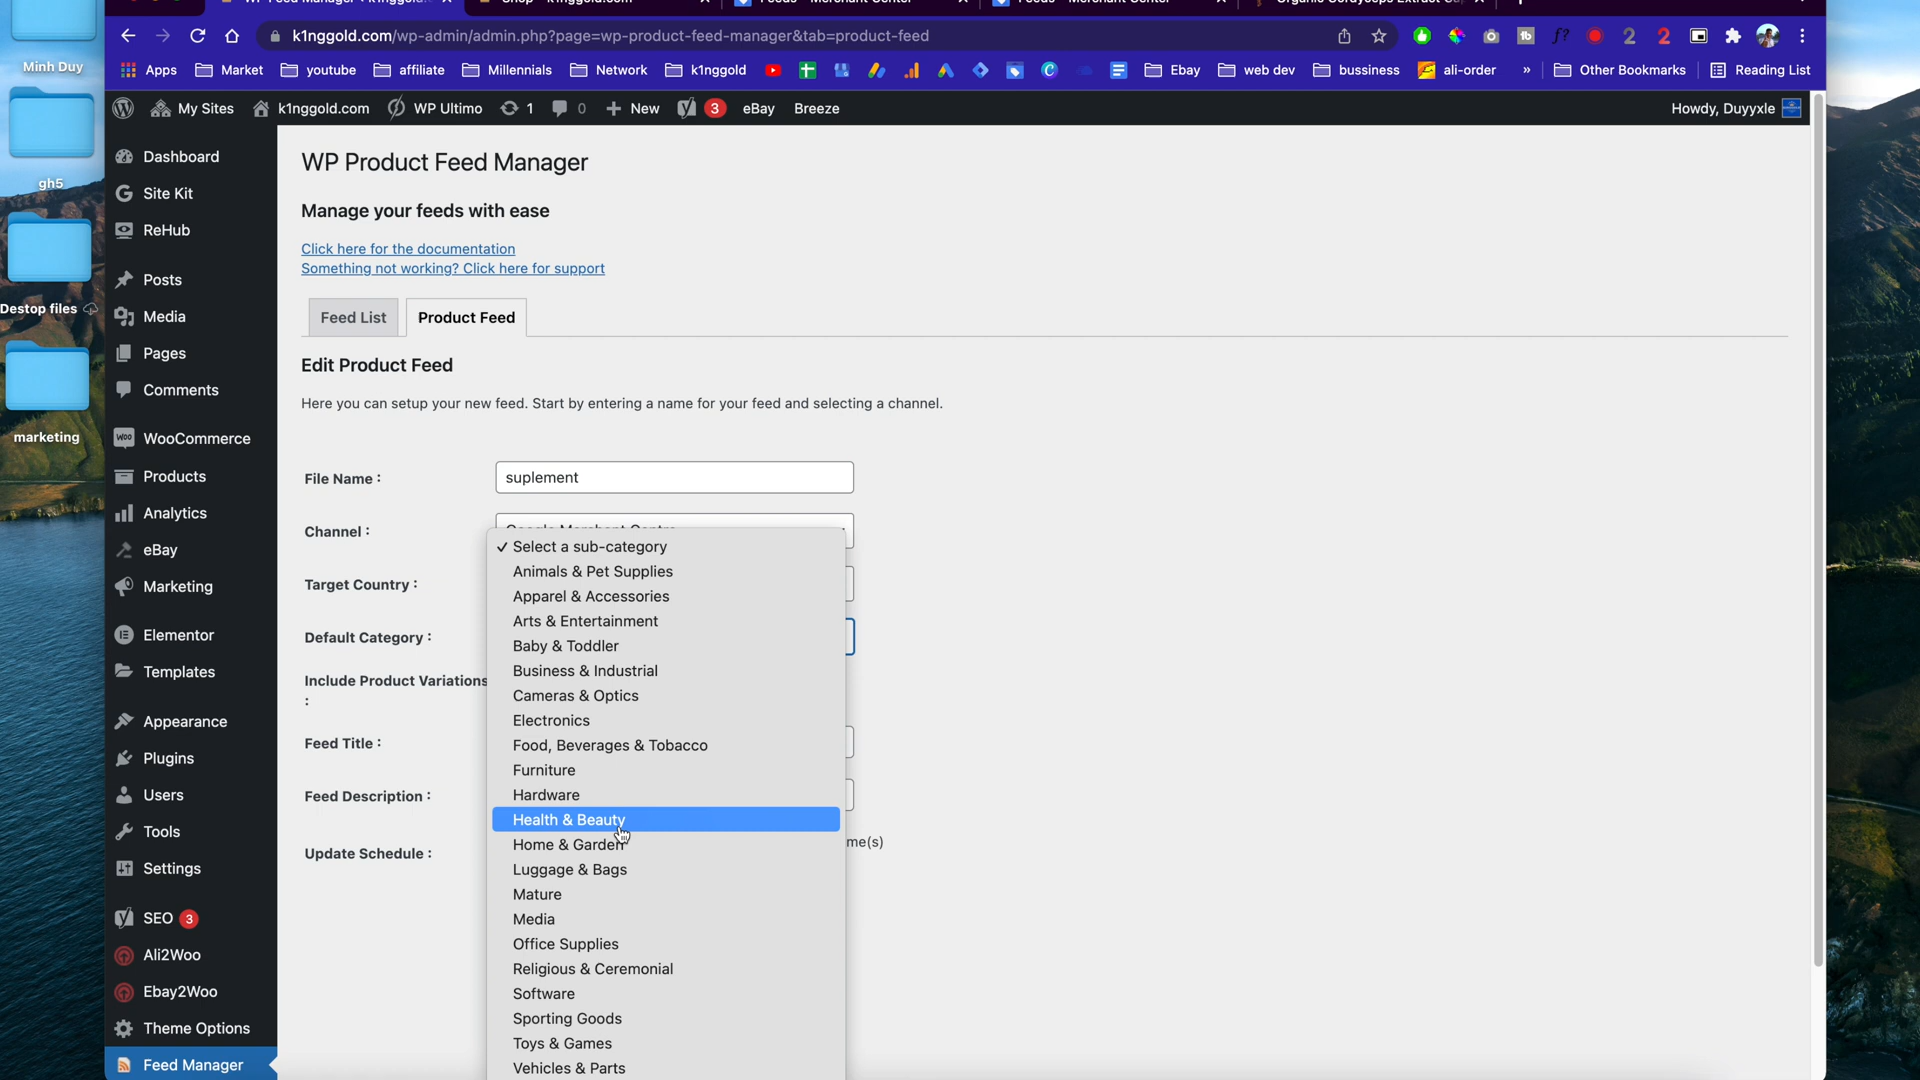 Minh Duy
gh5
Destop files
marketing
k1nggold.com/wp-admin/admin.php?page=wp-product-feed-manager&tab=product-feed
Apps Market youtube affiliate Millennials Network k1nggold Ebay web dev bussiness ali-order » Other Bookmarks Reading List
My Sites k1nggold.com WP Ultimo 1 0 New 3 eBay Breeze Howdy, Duyyxle
Dashboard
Site Kit
ReHub
Posts
Media
Pages
Comments
WooCommerce
Products
Analytics
eBay
Marketing
Elementor
Templates
Appearance
Plugins
Users
Tools
Settings
SEO 3
Ali2Woo
Ebay2Woo
Theme Options
Feed Manager
WP Product Feed Manager
Manage your feeds with ease
Click here for the documentation
Something not working? Click here for support
Feed List Product Feed
Edit Product Feed
Here you can setup your new feed. Start by entering a name for your feed and selecting a channel.
File Name : suplement
Channel :
Target Country :
Default Category :
Include Product Variations
:
Feed Title :
Feed Description :
Update Schedule : me(s)
✓ Select a sub-category
Animals & Pet Supplies
Apparel & Accessories
Arts & Entertainment
Baby & Toddler
Business & Industrial
Cameras & Optics
Electronics
Food, Beverages & Tobacco
Furniture
Hardware
Health & Beauty
Home & Garden
Luggage & Bags
Mature
Media
Office Supplies
Religious & Ceremonial
Software
Sporting Goods
Toys & Games
Vehicles & Parts